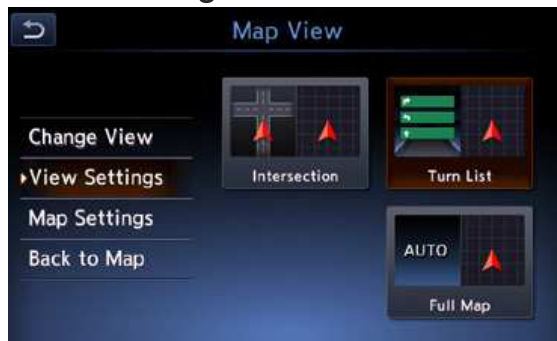 Map View
Change View
View Settings
Map Settings
Back to Map
Intersection
Turn List
AUTO
Full Map